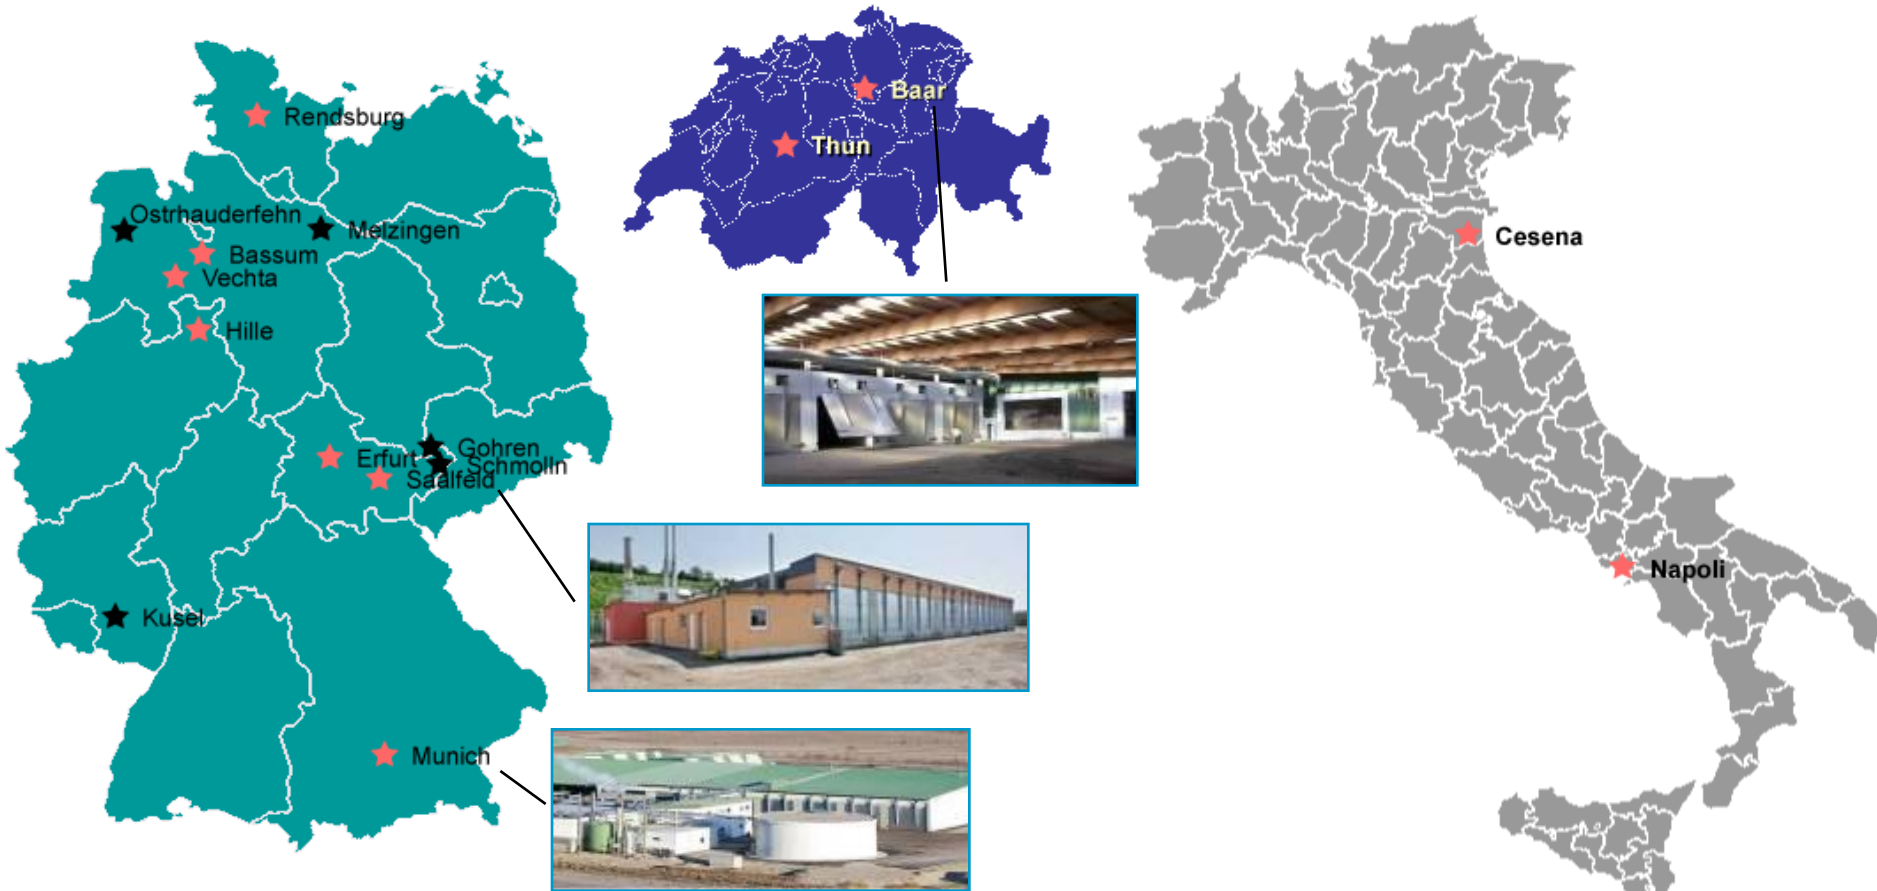 Rendsburg
Ostrhauderfehn
Melzingen
Bassum
Vechta
Hille
Gohren
Erfurt
Schmolln
Saalfeld
Kusel
Munich
Baar
Thun
Cesena
Napoli